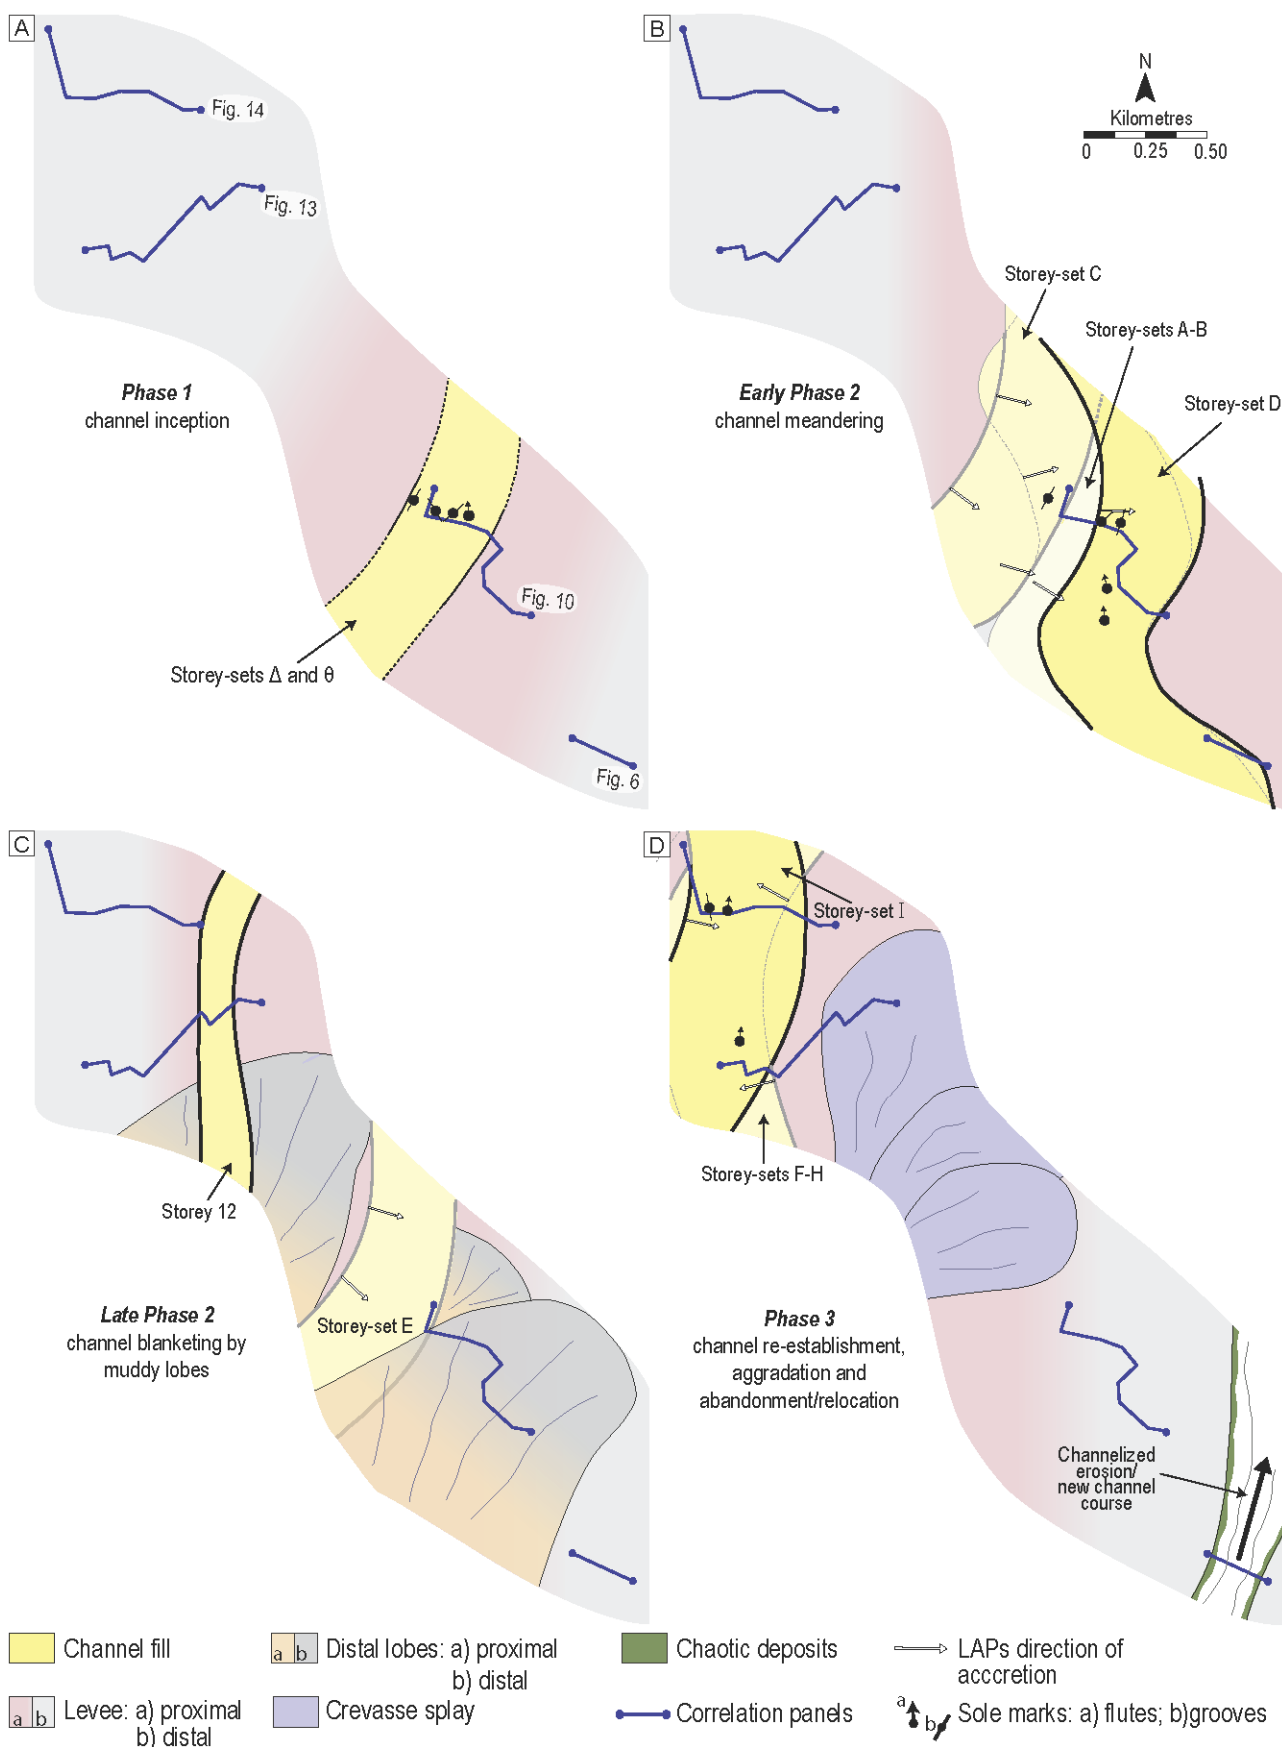 A
Fig. 14
Fig. 13
Phase 1
channel inception
Fig. 10
Storey-sets Δ and θ
Fig. 6
B
N
Kilometres
0 0.25 0.50
Storey-set C
Storey-sets A-B
Early Phase 2
channel meandering
Storey-set D
C
Storey 12
Late Phase 2
channel blanketing by
muddy lobes
Storey-set E
D
Storey-set I
Storey-sets F-H
Phase 3
channel re-establishment,
aggradation and
abandonment/relocation
Channelized
erosion/
new channel
course
Channel fill
a b Distal lobes: a) proximal
b) distal
Chaotic deposits
LAPs direction of
acccretion
a b Levee: a) proximal
b) distal
Crevasse splay
Correlation panels
a b Sole marks: a) flutes; b)grooves